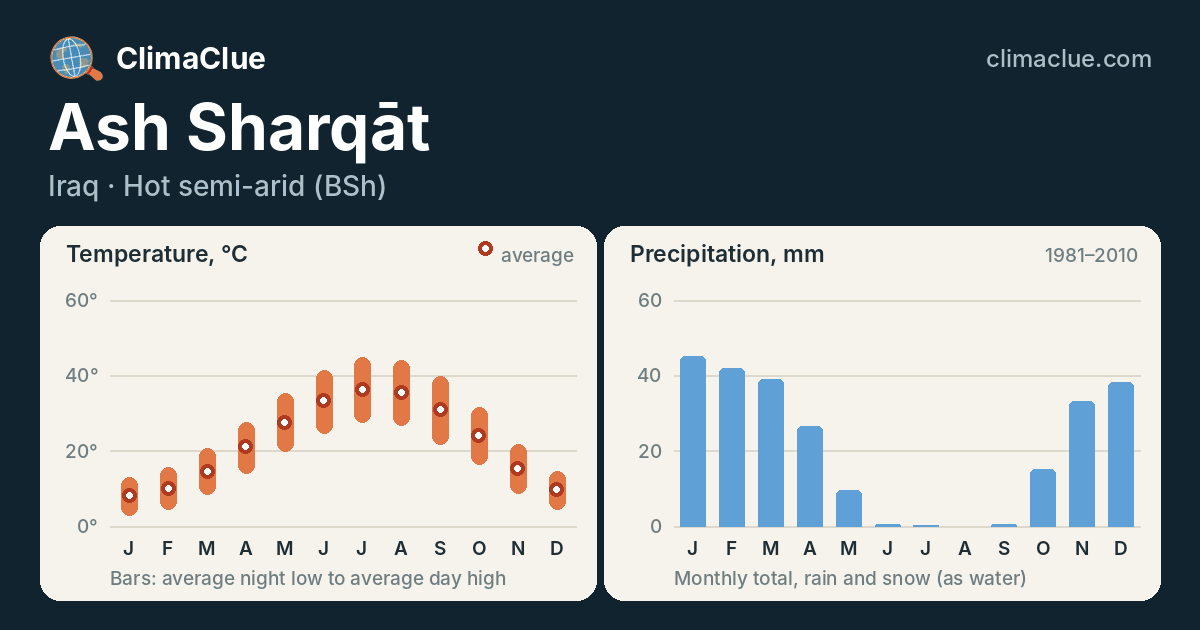 ClimaClue
climaclue.com
Ash Sharqāt
Iraq · Hot semi-arid (BSh)
Temperature, °C
average
60°
40°
20°
0°
J F M A M J J A S O N D
Bars: average night low to average day high
Precipitation, mm
1981–2010
60
40
20
0
J F M A M J J A S O N D
Monthly total, rain and snow (as water)